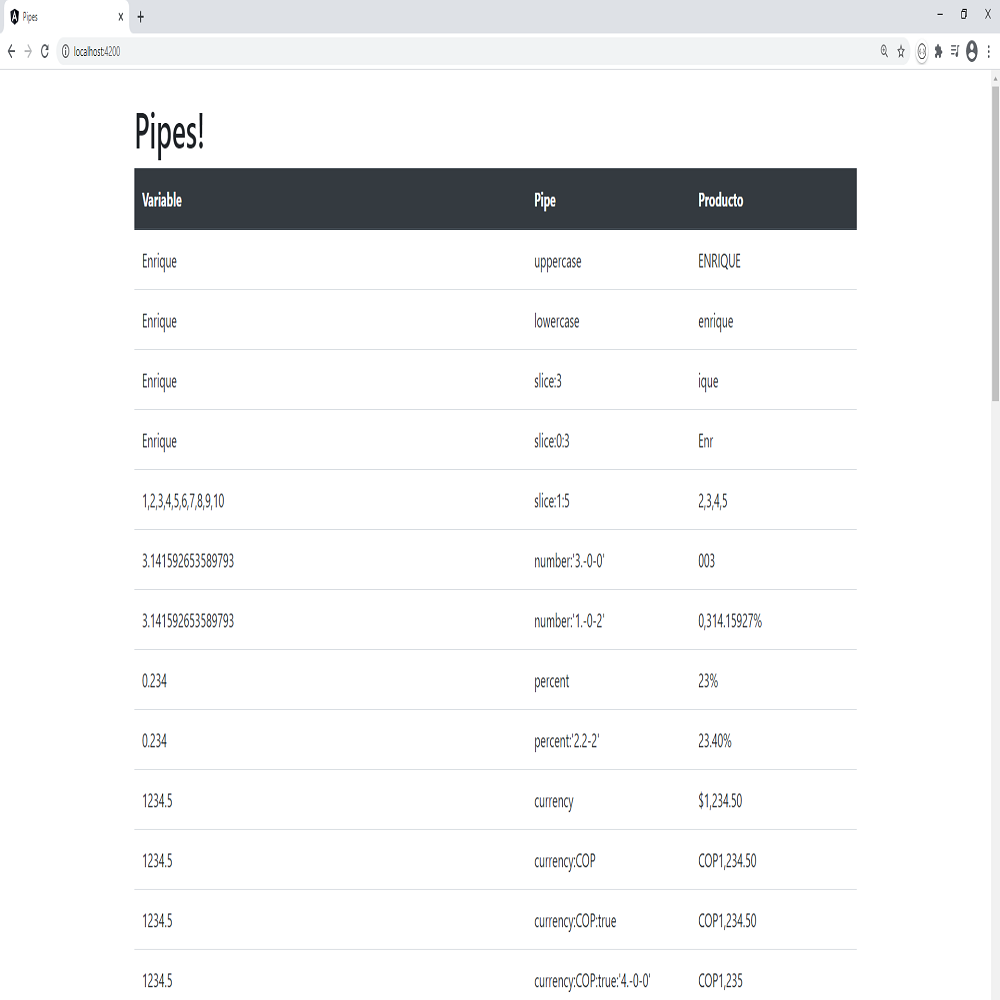 Pipes
localhost:4200
Pipes!
Variable Pipe Producto
Enrique uppercase ENRIQUE
Enrique lowercase enrique
Enrique slice:3 ique
Enrique slice:0:3 Enr
1,2,3,4,5,6,7,8,9,10 slice:1:5 2,3,4,5
3.141592653589793 number:'3.-0-0' 003
3.141592653589793 number:'1.-0-2' 0,314.15927%
0.234 percent 23%
0.234 percent:'2.2-2' 23.40%
1234.5 currency $1,234.50
1234.5 currency:COP COP1,234.50
1234.5 currency:COP:true COP1,234.50
1234.5 currency:COP:true:'4.-0-0' COP1,235